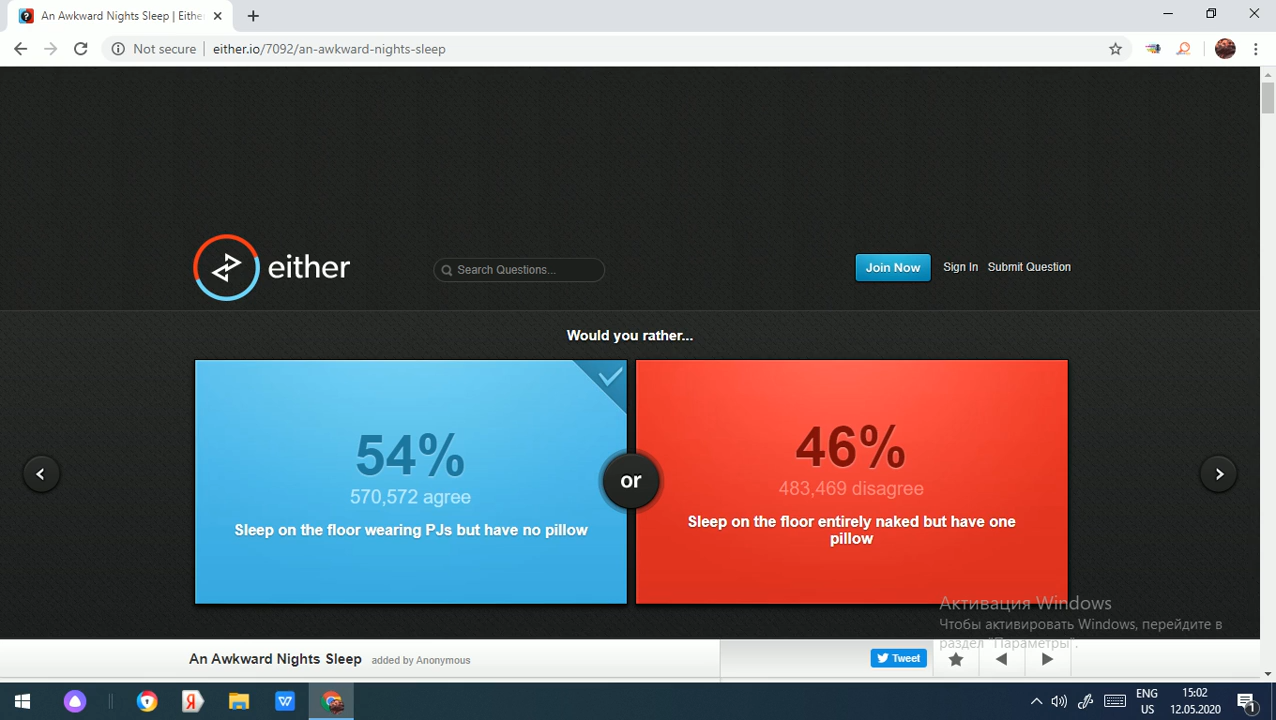 An Awkward Nights Sleep | Eithe
Not secure
either.io/7092/an-awkward-nights-sleep
either
Search Questions...
Join Now
Sign In
Submit Question
Would you rather...
54%
570,572 agree
Sleep on the floor wearing PJs but have no pillow
or
46%
483,469 disagree
Sleep on the floor entirely naked but have one
pillow
Активация Windows
Чтобы активировать Windows, перейдите в
раздел "Параметры".
An Awkward Nights Sleep
added by Anonymous
Tweet
Я
W
ENG
US
15:02
12.05.2020
1